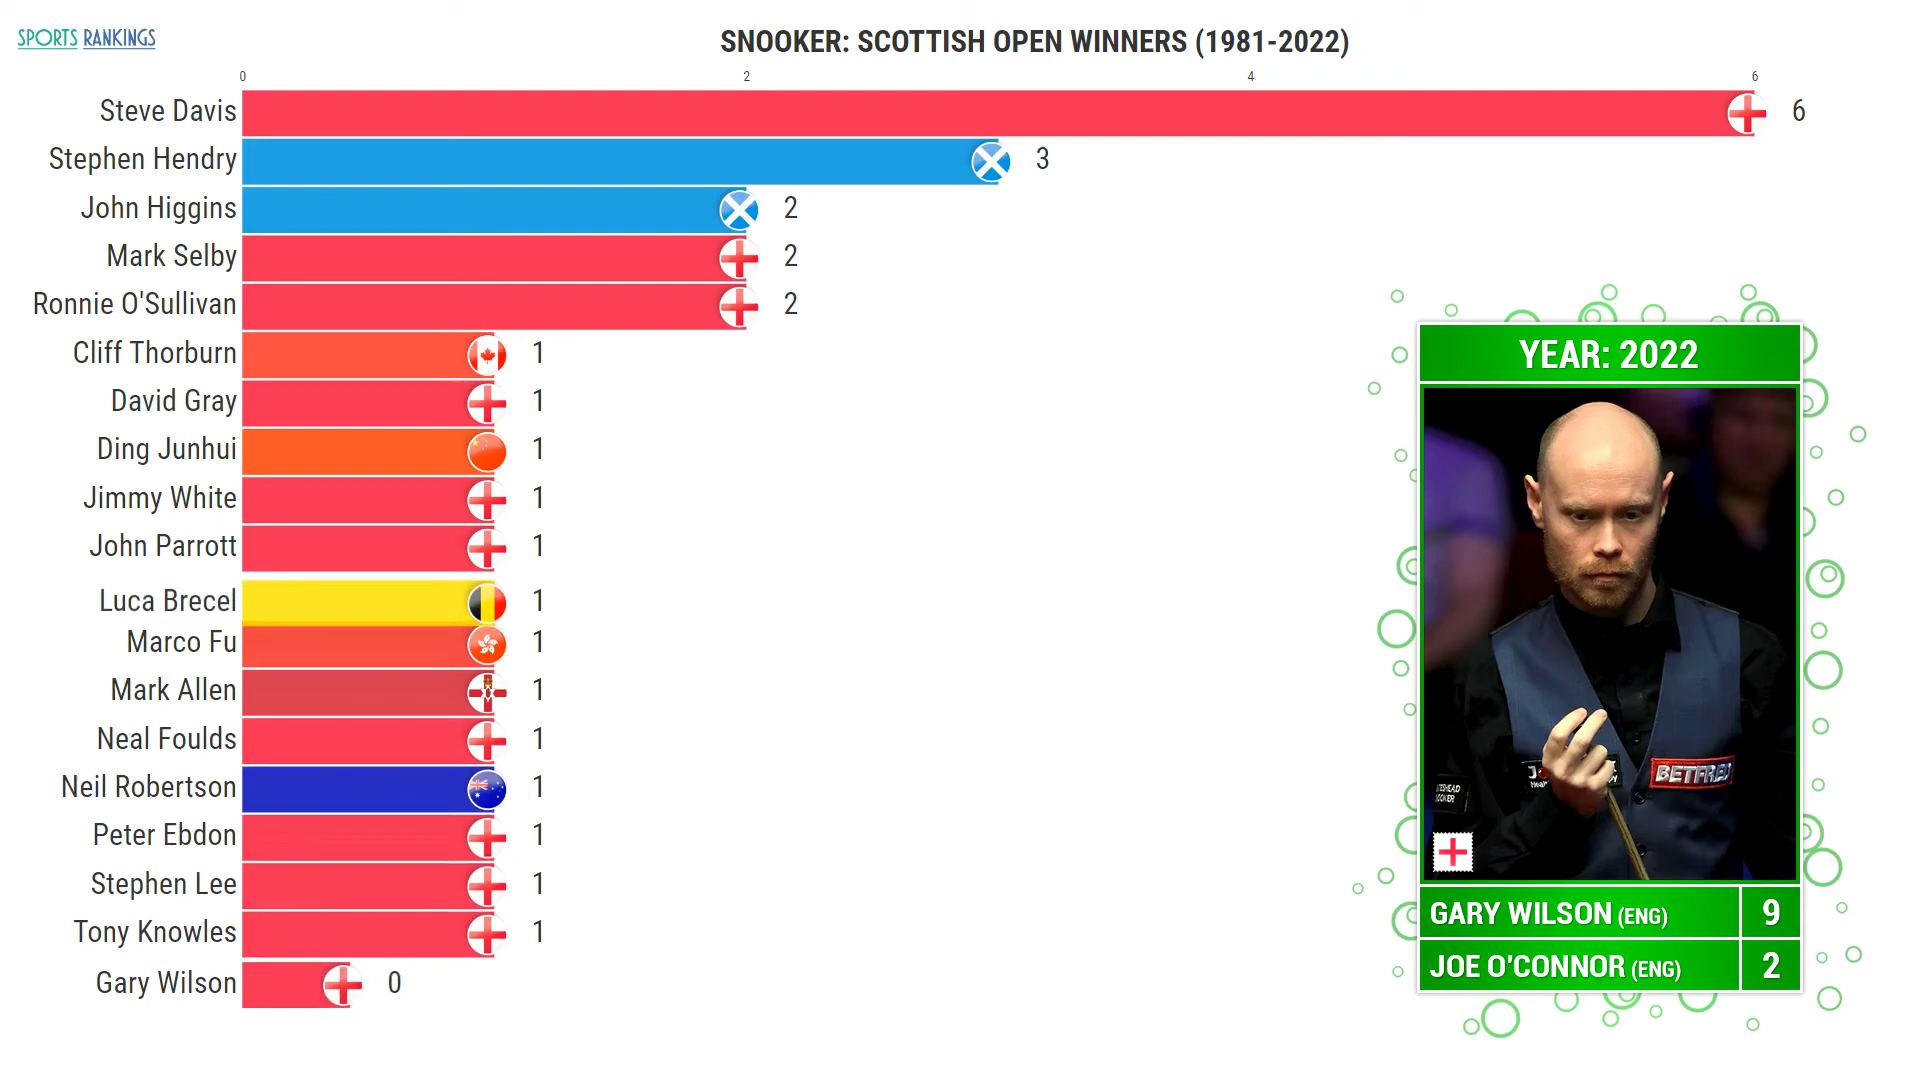 SPORTS RANKINGS
SNOOKER: SCOTTISH OPEN WINNERS (1981-2022)
0 2 4 6
Steve Davis 6
Stephen Hendry 3
John Higgins 2
Mark Selby 2
Ronnie O'Sullivan 2
Cliff Thorburn 1
David Gray 1
Ding Junhui 1
Jimmy White 1
John Parrott 1
Luca Brecel 1
Marco Fu 1
Mark Allen 1
Neal Foulds 1
Neil Robertson 1
Peter Ebdon 1
Stephen Lee 1
Tony Knowles 1
Gary Wilson 0
YEAR: 2022
BETFRED
GARY WILSON (ENG) 9
JOE O'CONNOR (ENG) 2